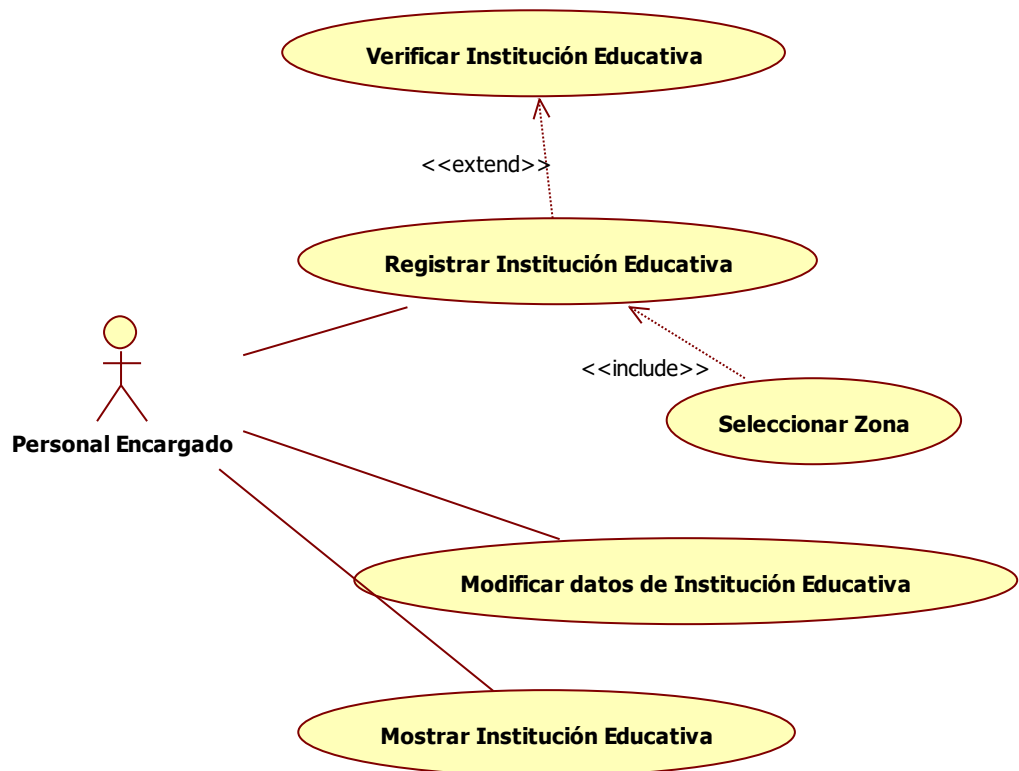 Verificar Institución Educativa
<<extend>>
Registrar Institución Educativa
<<include>>
Seleccionar Zona
Personal Encargado
Modificar datos de Institución Educativa
Mostrar Institución Educativa